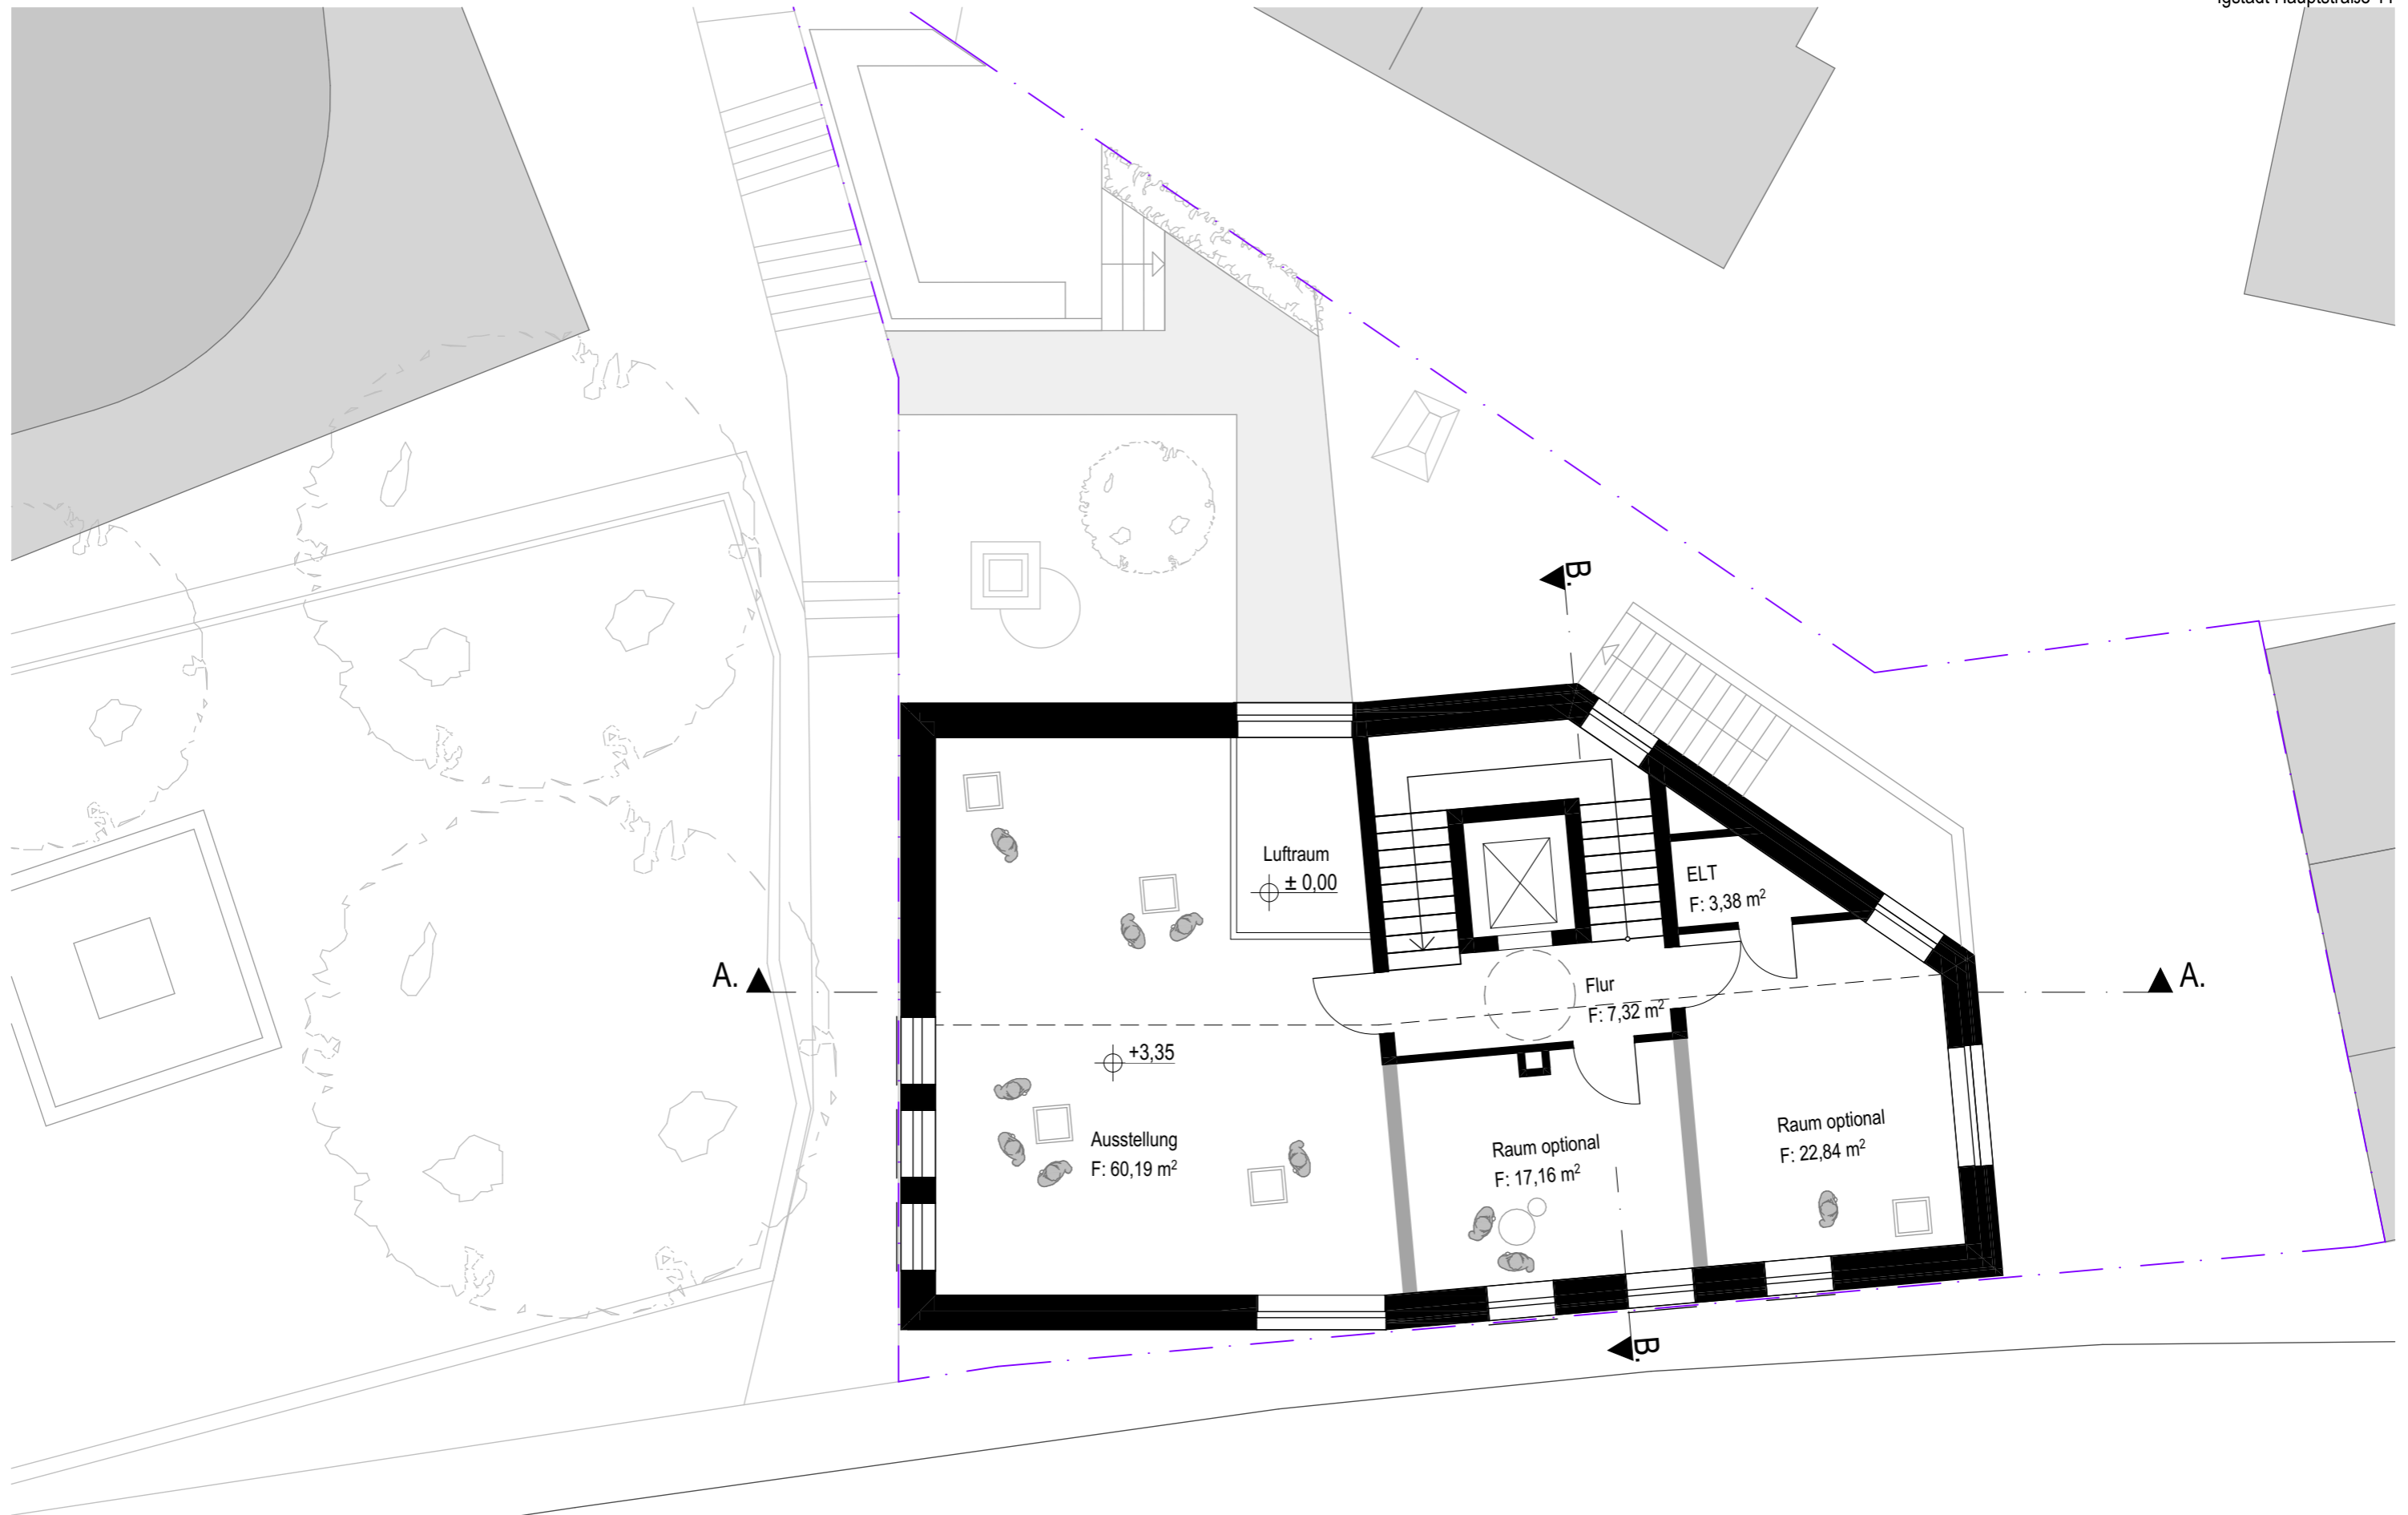 B.
Luftraum
± 0,00
ELT
F: 3,38 m²
A.
A.
Flur
F: 7,32 m²
+3,35
Ausstellung
F: 60,19 m²
Raum optional
F: 17,16 m²
Raum optional
F: 22,84 m²
B.